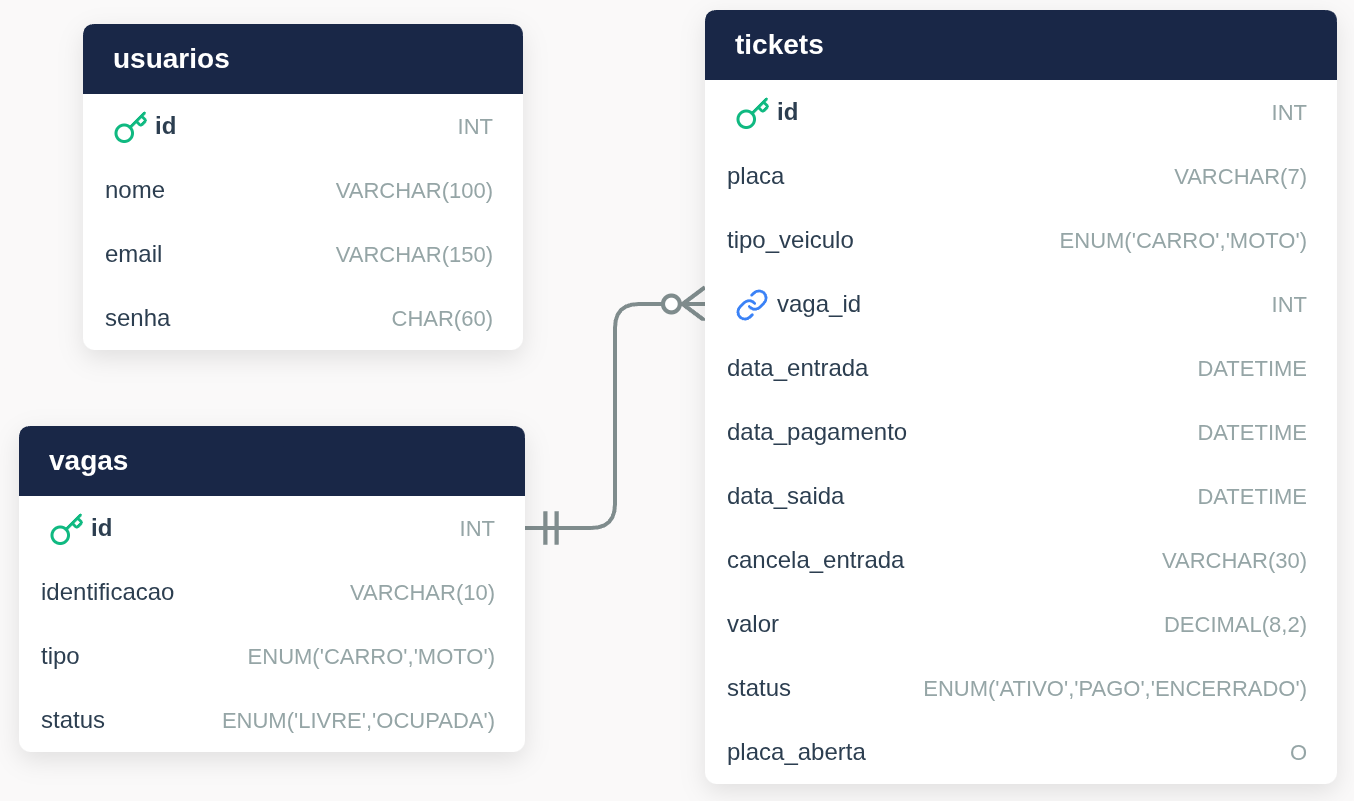 usuarios
id INT
nome VARCHAR(100)
email VARCHAR(150)
senha CHAR(60)
vagas
id INT
identificacao VARCHAR(10)
tipo ENUM('CARRO','MOTO')
status ENUM('LIVRE','OCUPADA')
tickets
id INT
placa VARCHAR(7)
tipo_veiculo ENUM('CARRO','MOTO')
vaga_id INT
data_entrada DATETIME
data_pagamento DATETIME
data_saida DATETIME
cancela_entrada VARCHAR(30)
valor DECIMAL(8,2)
status ENUM('ATIVO','PAGO','ENCERRADO')
placa_aberta O